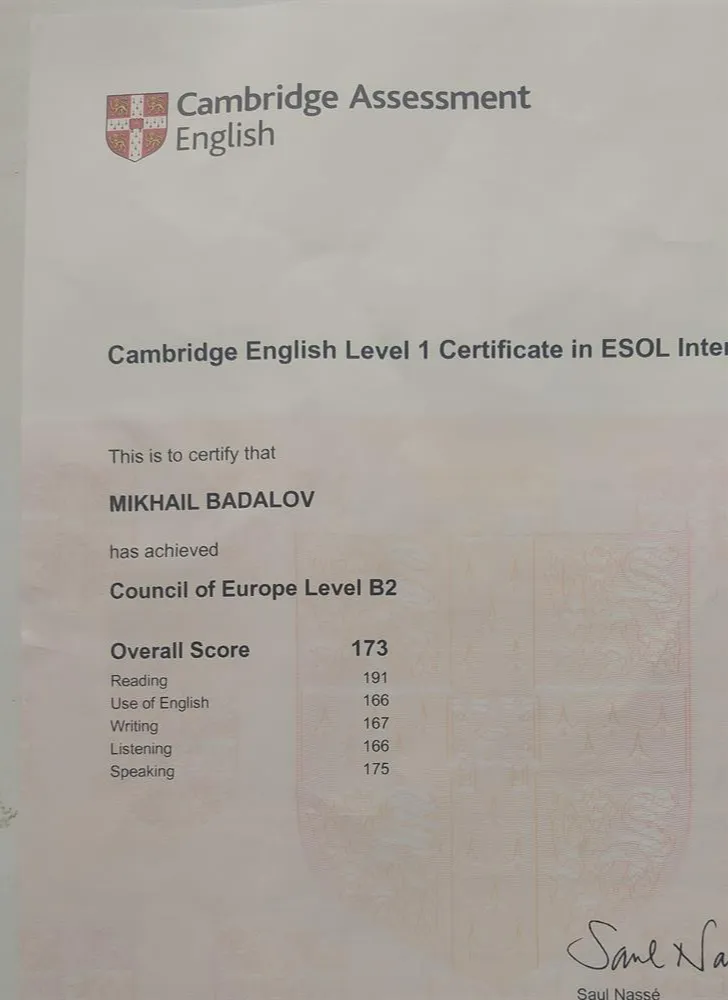 Cambridge Assessment
English
Cambridge English Level 1 Certificate in ESOL Inter
This is to certify that
MIKHAIL BADALOV
has achieved
Council of Europe Level B2
Overall Score 173
Reading 191
Use of English 166
Writing 167
Listening 166
Speaking 175
Saul Na
Saul Nassé